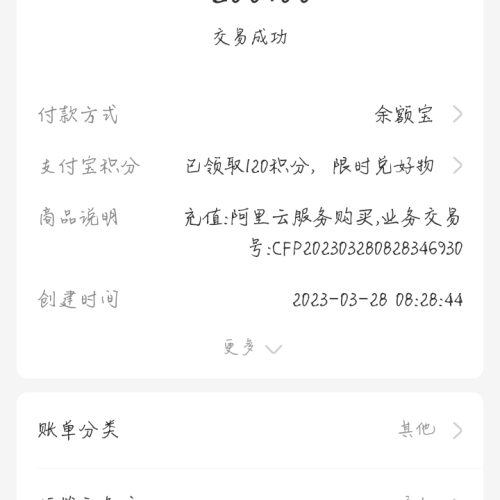 交易成功
付款方式 余额宝
支付宝积分 已领取120积分，限时兑好物
商品说明 充值:阿里云服务购买,业务交易
号:CFP202303280828346930
创建时间 2023-03-28 08:28:44
更多
账单分类 其他